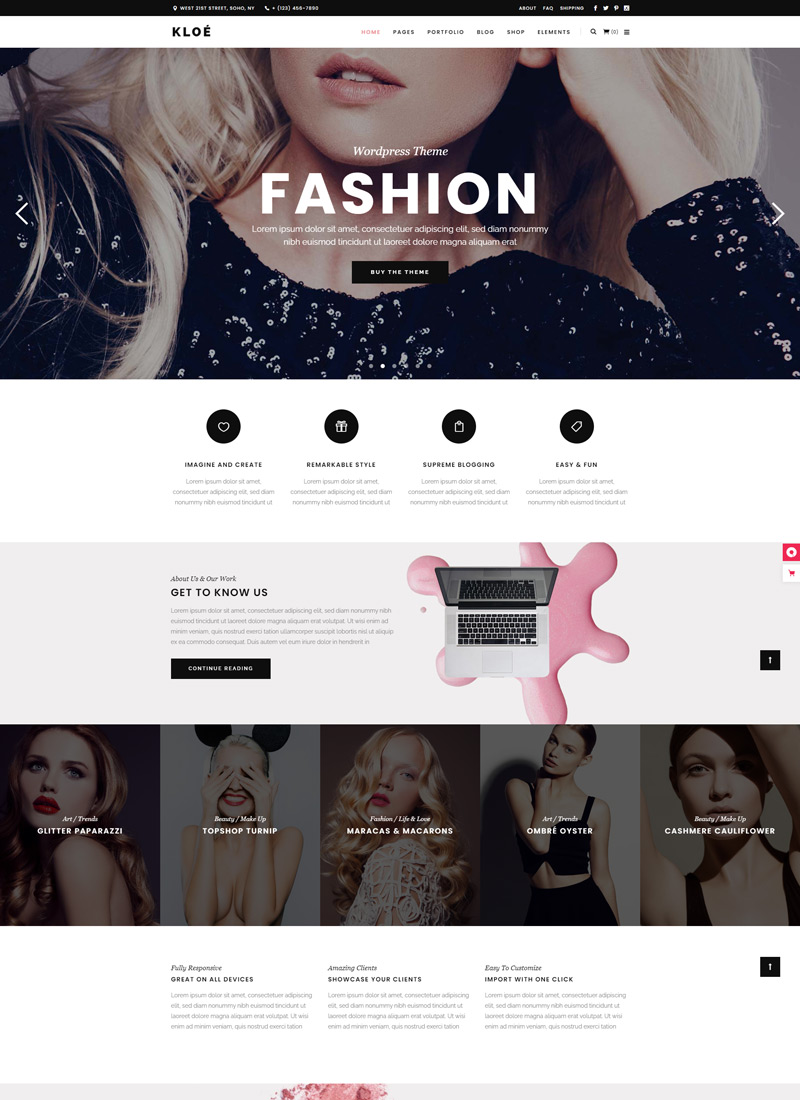 WEST 21ST STREET, SOHO, NY + (123) 456-7890 ABOUT FAQ SHIPPING
KLOÉ HOME PAGES PORTFOLIO BLOG SHOP ELEMENTS (0)
Wordpress Theme
FASHION
Lorem ipsum dolor sit amet, consectetuer adipiscing elit, sed diam nonummy
nibh euismod tincidunt ut laoreet dolore magna aliquam erat
BUY THE THEME
IMAGINE AND CREATE
Lorem ipsum dolor sit amet,
consectetuer adipiscing elit, sed diam
nonummy nibh euismod tincidunt ut
REMARKABLE STYLE
Lorem ipsum dolor sit amet,
consectetuer adipiscing elit, sed diam
nonummy nibh euismod tincidunt ut
SUPREME BLOGGING
Lorem ipsum dolor sit amet,
consectetuer adipiscing elit, sed diam
nonummy nibh euismod tincidunt ut
EASY & FUN
Lorem ipsum dolor sit amet,
consectetuer adipiscing elit, sed diam
nonummy nibh euismod tincidunt ut
About Us & Our Work
GET TO KNOW US
Lorem ipsum dolor sit amet, consectetuer adipiscing elit, sed diam nonummy nibh
euismod tincidunt ut laoreet dolore magna aliquam erat volutpat. Ut wisi enim ad
minim veniam, quis nostrud exerci tation ullamcorper suscipit lobortis nisl ut aliquip
ex ea commodo consequat. Duis autem vel eum iriure dolor in hendrerit in
CONTINUE READING
Art / Trends
GLITTER PAPARAZZI
Beauty / Make Up
TOPSHOP TURNIP
Fashion / Life & Love
MARACAS & MACARONS
Art / Trends
OMBRÉ OYSTER
Beauty / Make Up
CASHMERE CAULIFLOWER
Fully Responsive
GREAT ON ALL DEVICES
Lorem ipsum dolor sit amet, consectetuer adipiscing
elit, sed diam nonummy nibh euismod tincidunt ut
laoreet dolore magna aliquam erat volutpat. Ut wisi
enim ad minim veniam, quis nostrud exerci tation
Amazing Clients
SHOWCASE YOUR CLIENTS
Lorem ipsum dolor sit amet, consectetuer adipiscing
elit, sed diam nonummy nibh euismod tincidunt ut
laoreet dolore magna aliquam erat volutpat. Ut wisi
enim ad minim veniam, quis nostrud exerci tation
Easy To Customize
IMPORT WITH ONE CLICK
Lorem ipsum dolor sit amet, consectetuer adipiscing
elit, sed diam nonummy nibh euismod tincidunt ut
laoreet dolore magna aliquam erat volutpat. Ut wisi
enim ad minim veniam, quis nostrud exerci tation